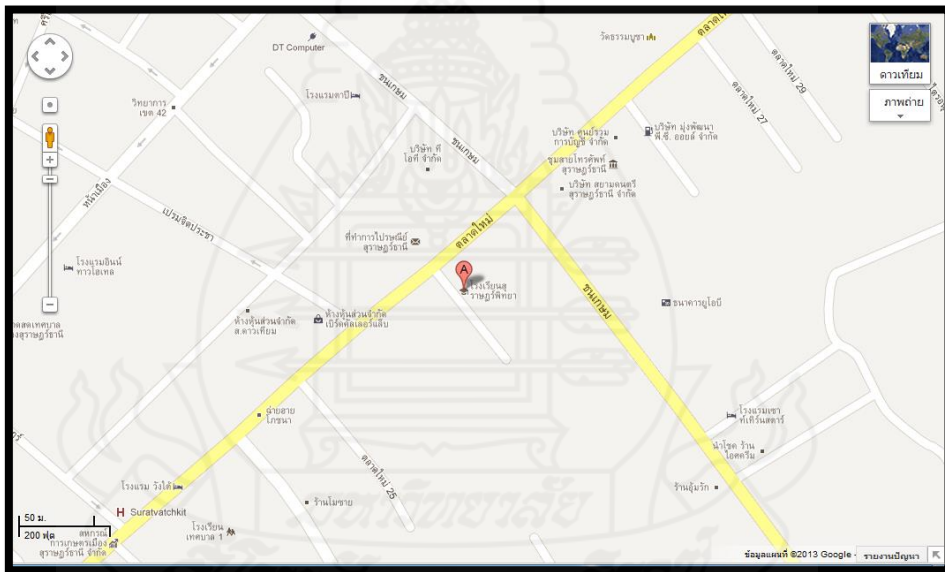 DT Computer
วัดธรรมบูชา
ตลาดใหม่
ดาวเทียม
ภาพถ่าย
ตลาดใหม่ 29
ตลาดใหม่ 27
ชนเกษม
โรงแรมตาปี
วิทยาการ
เขต 42
บริษัท ที
โอที จำกัด
ชนเกษม
บริษัท ศูนย์รวม
การบัญชี จำกัด
บริษัท มุ่งพัฒนา
พี.ซี. ออยล์ จำกัด
ชุมสายโทรศัพท์
สุราษฎร์ธานี
บริษัท สยามดนตรี
สุราษฎร์ธานี จำกัด
หน้าเมือง
เปรมจิตประชา
ที่ทำการไปรษณีย์
สุราษฎร์ธานี
ตลาดใหม่
โรงแรมอินน์
ทาวโฮเทล
A
โรงเรียนสุ
ราษฎร์พิทยา
ชนเกษม
ธนาคารยูโอบี
ห้างหุ้นส่วนจำกัด
ส.ดาวเทียม
ห้างหุ้นส่วนจำกัด
เบิร์ดคัลเลอร์แล็บ
โภชนา
ตลาดใหม่ 25
โรงแรมเซา
ท์เทิร์นสตาร์
นำโชค ร้าน
ไอศครีม
ร้านอุ้มรัก
โรงแรม วังใต้
H Suratvatchkit
ร้านโมซาย
โรงเรียน
เทศบาล 1
50 ม.
200 ฟุต
สหกรณ์
การเกษตรเมือง
สุราษฎร์ธานี จำกัด
ข้อมูลแผนที่ ©2013 Google -
รายงานปัญหา